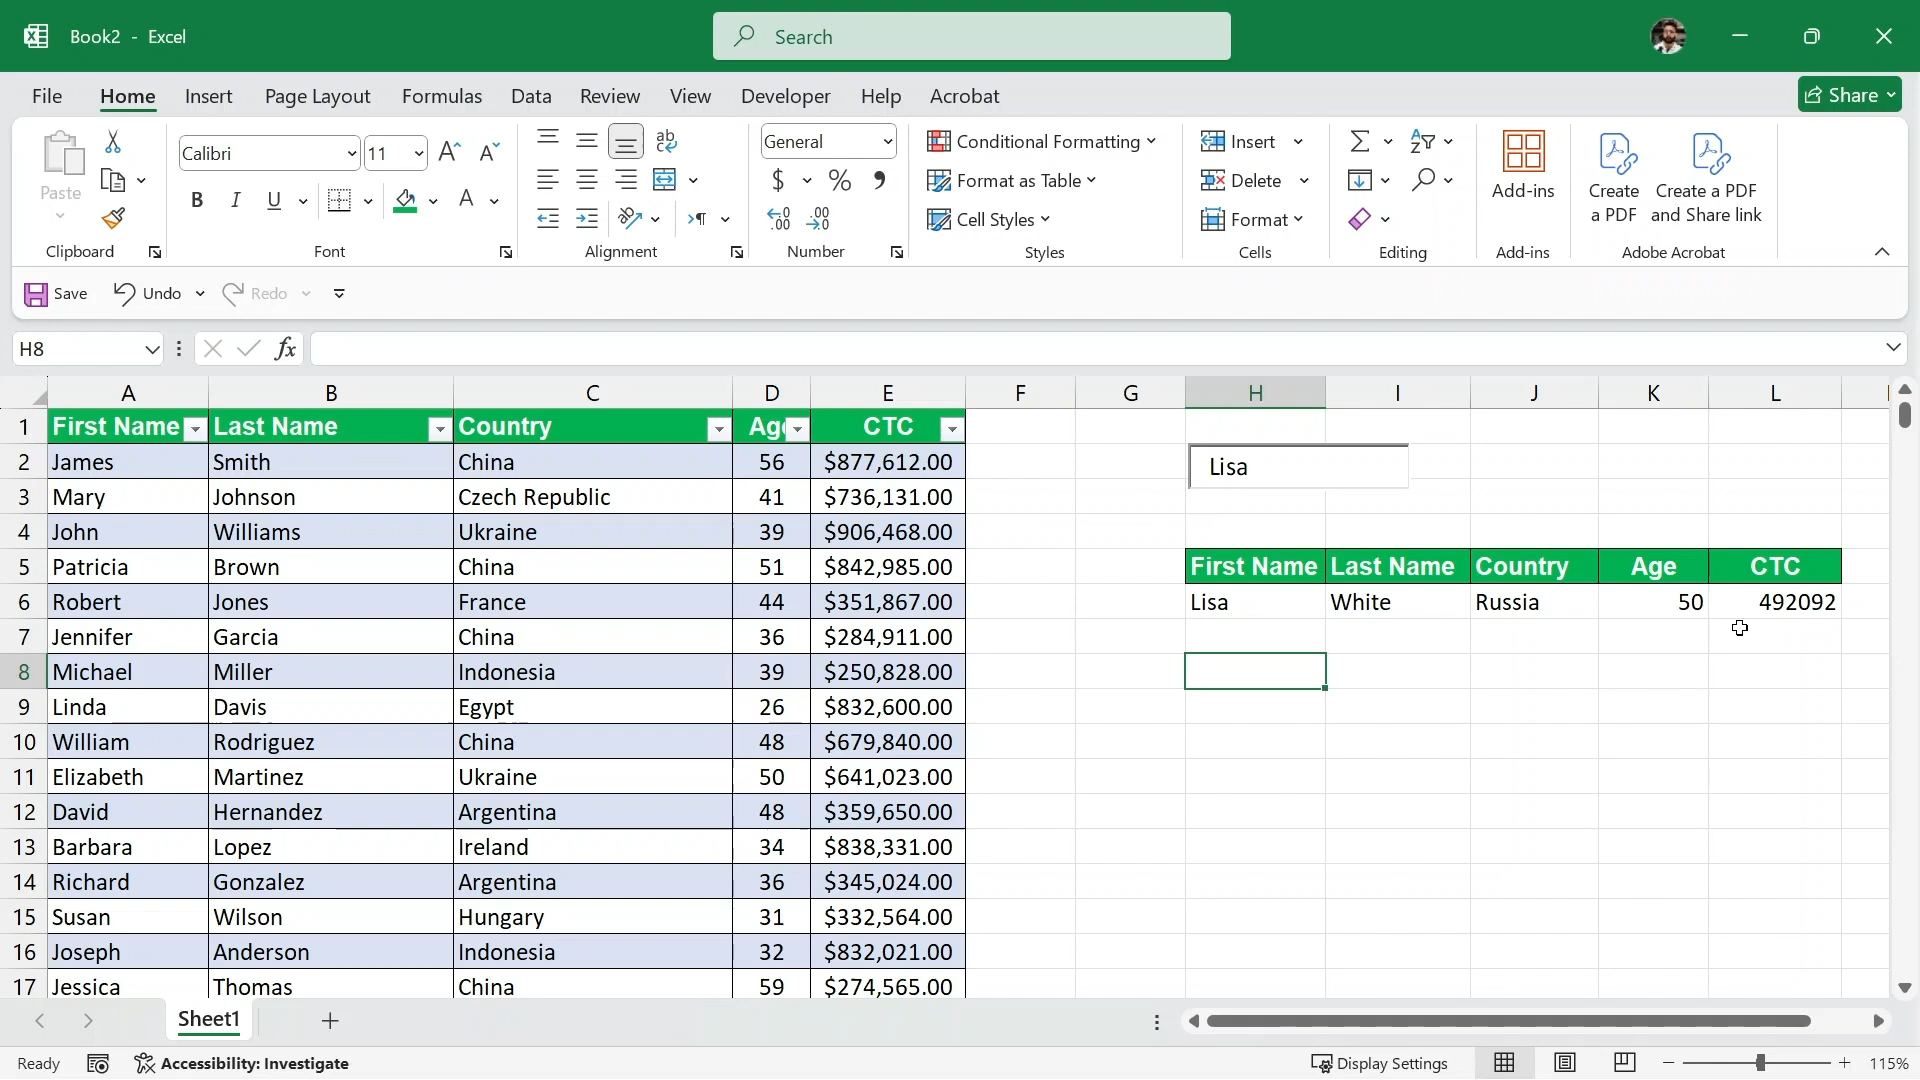 Book2 - Excel
Search
File Home Insert Page Layout Formulas Data Review View Developer Help Acrobat
Share
Paste
Calibri 11
B I U A
General
$ %
Conditional Formatting
Format as Table
Cell Styles
Insert
Delete
Format
Add-ins
Create a PDF
Create a PDF and Share link
Clipboard Font Alignment Number Styles Cells Editing Add-ins Adobe Acrobat
Save Undo Redo
H8 fx
A B C D E F G H I J K L
1 First Name Last Name Country Age CTC
2 James Smith China 56 $877,612.00 Lisa
3 Mary Johnson Czech Republic 41 $736,131.00
4 John Williams Ukraine 39 $906,468.00
5 Patricia Brown China 51 $842,985.00 First Name Last Name Country Age CTC
6 Robert Jones France 44 $351,867.00 Lisa White Russia 50 492092
7 Jennifer Garcia China 36 $284,911.00
8 Michael Miller Indonesia 39 $250,828.00
9 Linda Davis Egypt 26 $832,600.00
10 William Rodriguez China 48 $679,840.00
11 Elizabeth Martinez Ukraine 50 $641,023.00
12 David Hernandez Argentina 48 $359,650.00
13 Barbara Lopez Ireland 34 $838,331.00
14 Richard Gonzalez Argentina 36 $345,024.00
15 Susan Wilson Hungary 31 $332,564.00
16 Joseph Anderson Indonesia 32 $832,021.00
17 Jessica Thomas China 59 $274,565.00
Sheet1
Ready Accessibility: Investigate Display Settings 115%